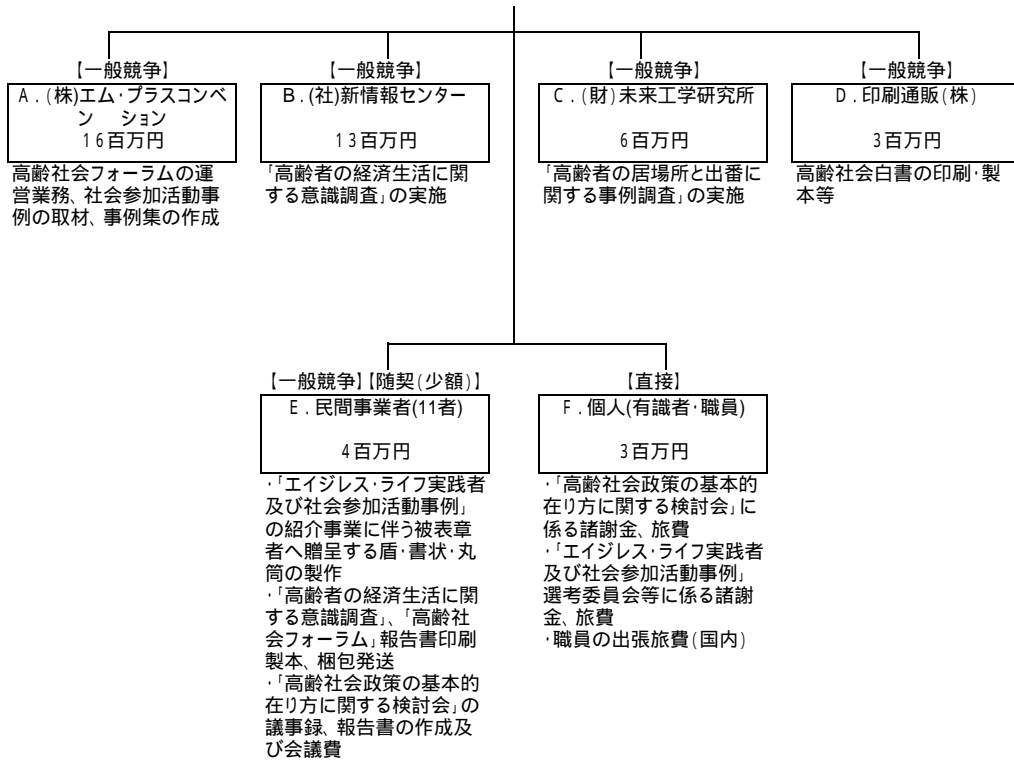 【一般競争】
A．(株)エム・プラスコンベ
ン　ション
16百万円
高齢社会フォーラムの運
営業務、社会参加活動事
例の取材、事例集の作成
【一般競争】
B．(社)新情報センター
13百万円
「高齢者の経済生活に関
する意識調査」の実施
【一般競争】
C．(財)未来工学研究所
6百万円
「高齢者の居場所と出番に
関する事例調査」の実施
【一般競争】
D．印刷通販(株)
3百万円
高齢社会白書の印刷・製
本等
【一般競争】【随契(少額)】
E．民間事業者(11者)
4百万円
・「エイジレス・ライフ実践者
及び社会参加活動事例」
の紹介事業に伴う被表章
者へ贈呈する盾・書状・丸
筒の製作
・「高齢者の経済生活に関
する意識調査」、「高齢社
会フォーラム」報告書印刷
製本、梱包発送
・「高齢社会政策の基本的
在り方に関する検討会」の
議事録、報告書の作成及
び会議費
【直接】
F．個人(有識者・職員)
3百万円
・「高齢社会政策の基本的
在り方に関する検討会」に
係る諸謝金、旅費
・「エイジレス・ライフ実践者
及び社会参加活動事例」
選考委員会等に係る諸謝
金、旅費
・職員の出張旅費(国内)